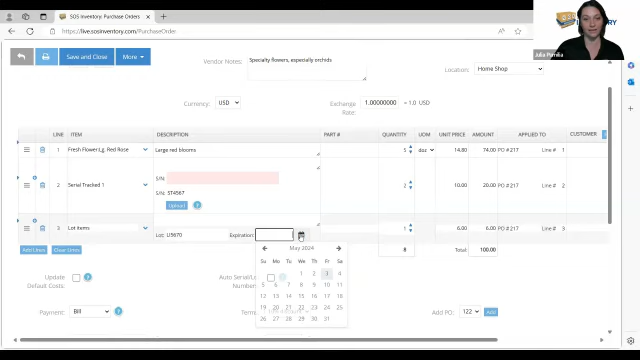 SOS Inventory: Purchase Orders
https://www.sosinventory.com/PurchaseOrder.
Julia Pamilia
Save and Close
More
Vendor Notes:
Specialty flowers, especially orchids
Location:
Home Shop
Currency:
USD
Exchange Rate:
1.00000000
= 1.0 USD
LINE ITEM DESCRIPTION PART # QUANTITY UOM UNIT PRICE AMOUNT APPLIED TO CUSTOMER
1 Fresh Flower,g. Red Rose Large red blooms 5 doz 14.80 74.00 PO # 217 Line # 1
S/N:
2 Serial Tracked 1 S/N: ST4567 2 10.00 20.00 PO # 217 Line # 2
Upload ?
3 Lot items Lot: U5670 Expiration: 1 6.00 6.00 PO # 217 Line # 3
Add Lines Clear Lines 8 Total: 100.00
May 2024
Su Mo Tu We Th Fr Sa
1 2 3 4
5 6 7 8 9 10 11
12 13 14 15 16 17 18
19 20 21 22 23 24 25
26 27 28 29 30 31
Update Default Costs: ?
Auto Serial/L
Number:
Payment: Bill ?
Terms:
Add PO: 122 Add